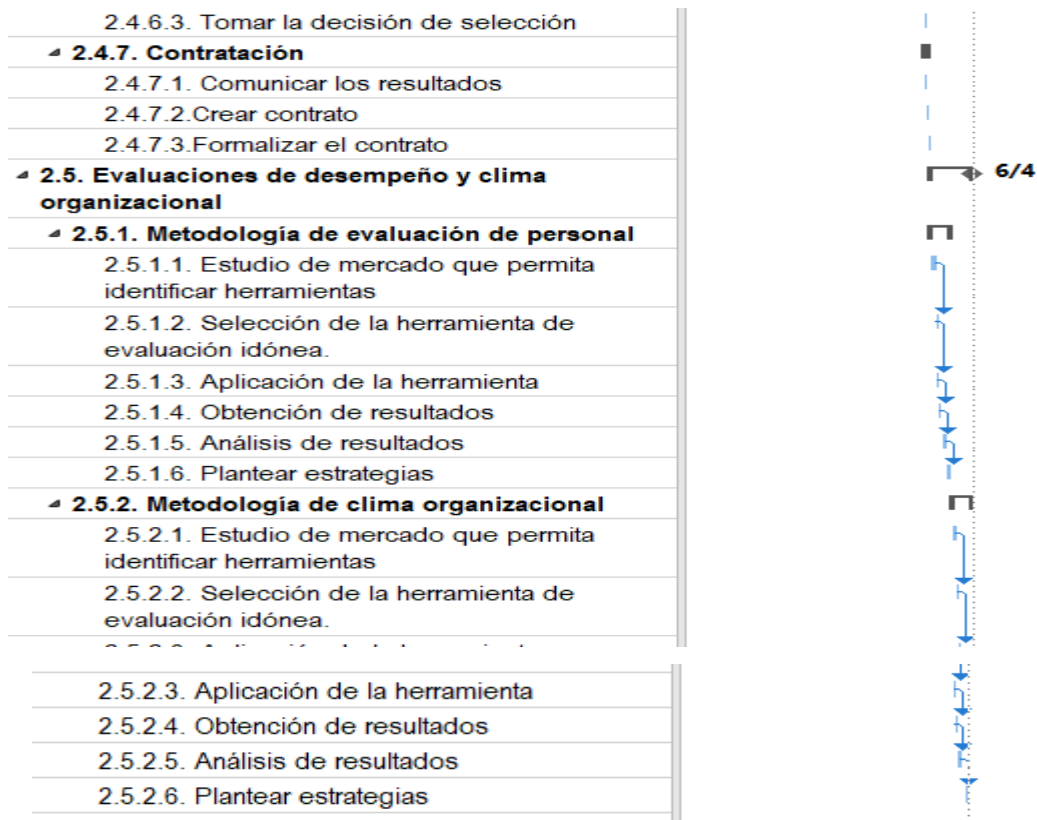 2.4.6.3. Tomar la decisión de selección
2.4.7. Contratación
2.4.7.1. Comunicar los resultados
2.4.7.2.Crear contrato
2.4.7.3.Formalizar el contrato
2.5. Evaluaciones de desempeño y clima
organizacional
6/4
2.5.1. Metodología de evaluación de personal
2.5.1.1. Estudio de mercado que permita
identificar herramientas
2.5.1.2. Selección de la herramienta de
evaluación idónea.
2.5.1.3. Aplicación de la herramienta
2.5.1.4. Obtención de resultados
2.5.1.5. Análisis de resultados
2.5.1.6. Plantear estrategias
2.5.2. Metodología de clima organizacional
2.5.2.1. Estudio de mercado que permita
identificar herramientas
2.5.2.2. Selección de la herramienta de
evaluación idónea.
2.5.2.3. Aplicación de la herramienta
2.5.2.4. Obtención de resultados
2.5.2.5. Análisis de resultados
2.5.2.6. Plantear estrategias